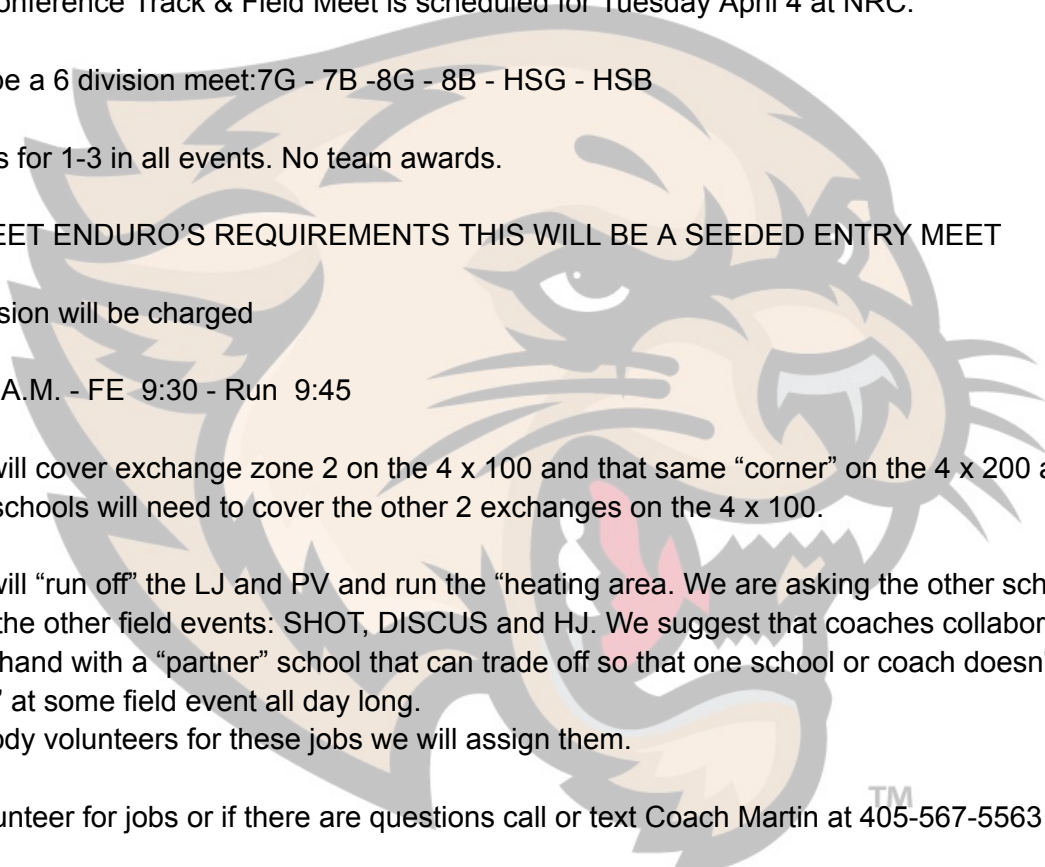 onference Track & Field Meet is scheduled for Tuesday April 4 at NRC.
be a 6 division meet:7G - 7B -8G - 8B - HSG - HSB
s for 1-3 in all events. No team awards.
EET ENDURO’S REQUIREMENTS THIS WILL BE A SEEDED ENTRY MEET
sion will be charged
A.M. - FE 9:30 - Run 9:45
will cover exchange zone 2 on the 4 x 100 and that same “corner” on the 4 x 200 a
schools will need to cover the other 2 exchanges on the 4 x 100.
will “run off” the LJ and PV and run the “heating area. We are asking the other sch
the other field events: SHOT, DISCUS and HJ. We suggest that coaches collabor
hand with a “partner” school that can trade off so that one school or coach doesn'
” at some field event all day long.
ody volunteers for these jobs we will assign them.
unteer for jobs or if there are questions call or text Coach Martin at 405-567-5563
TM